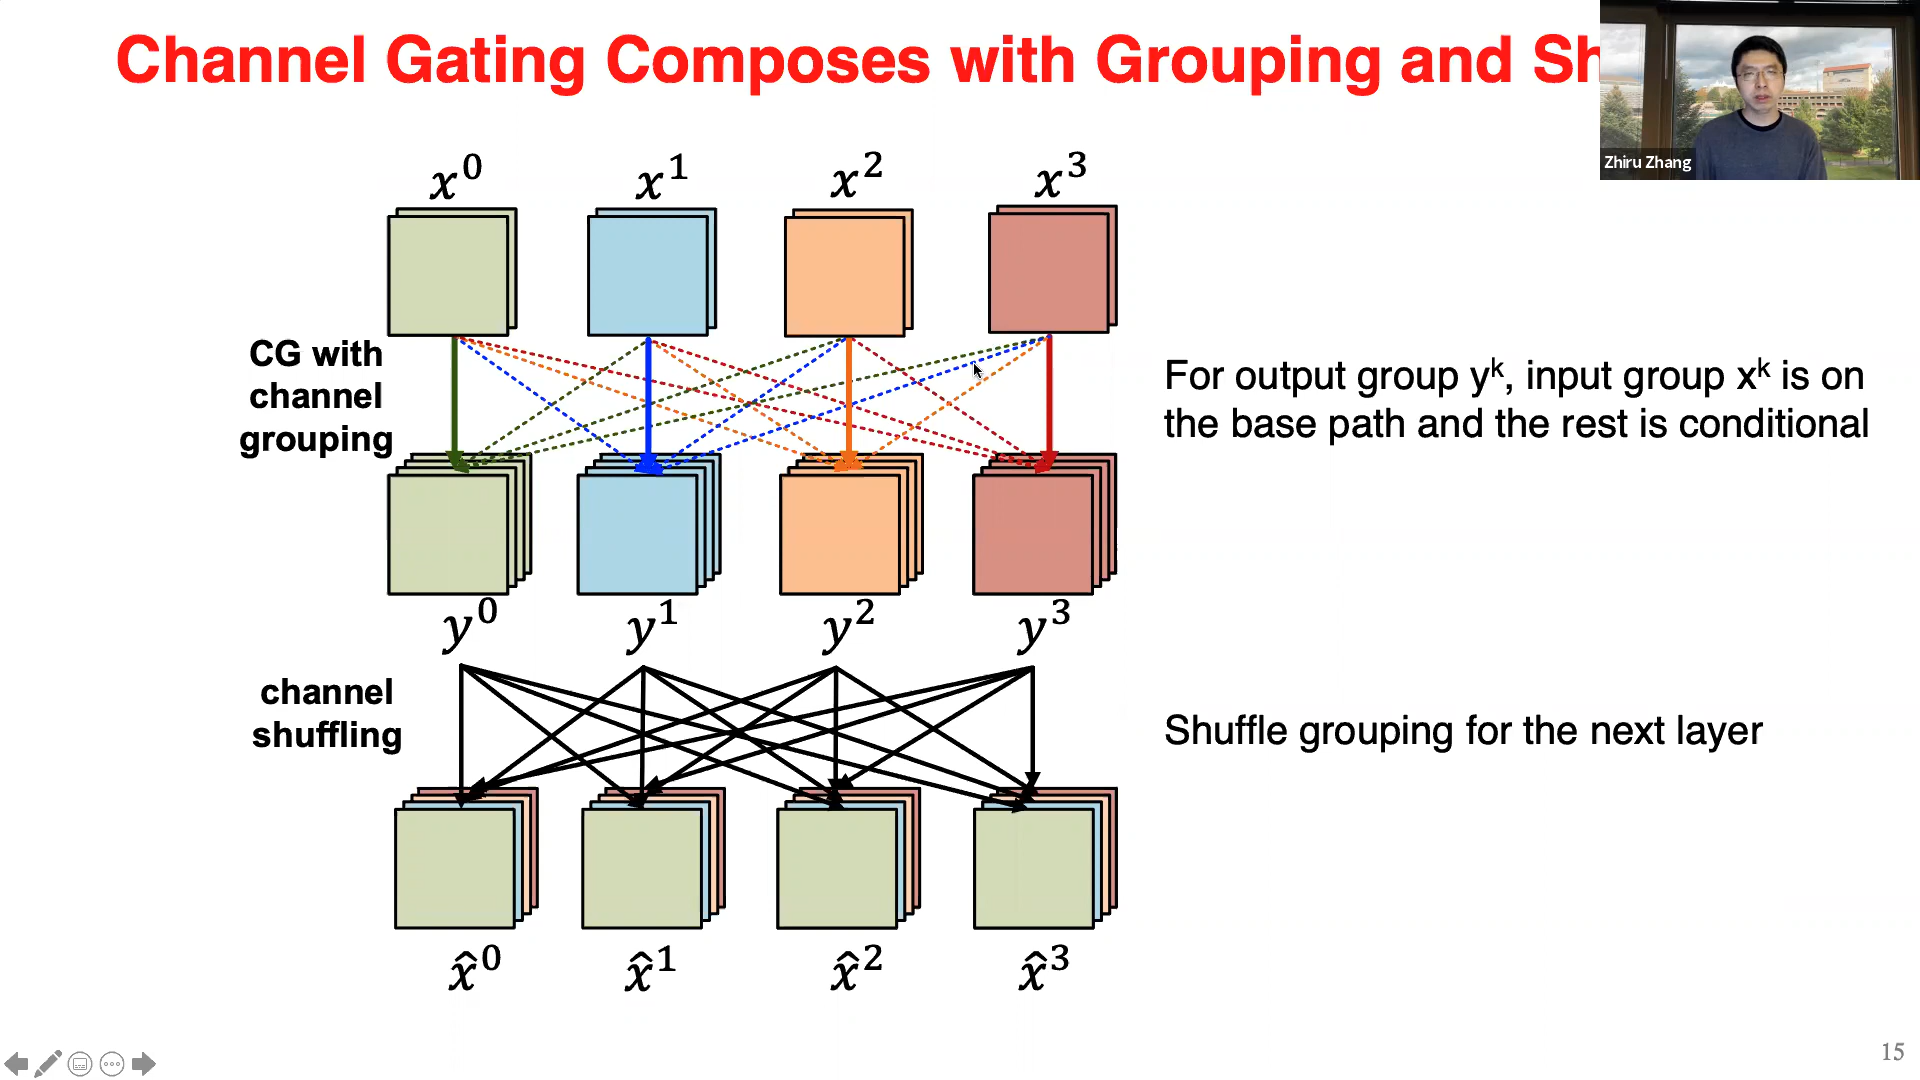 Channel Gating Composes with Grouping and Sh
Zhiru Zhang
x⁰ x¹ x² x³
CG with
channel
grouping
For output group yᵏ, input group xᵏ is on
the base path and the rest is conditional
y⁰ y¹ y² y³
channel
shuffling
Shuffle grouping for the next layer
x̂⁰ x̂¹ x̂² x̂³
15